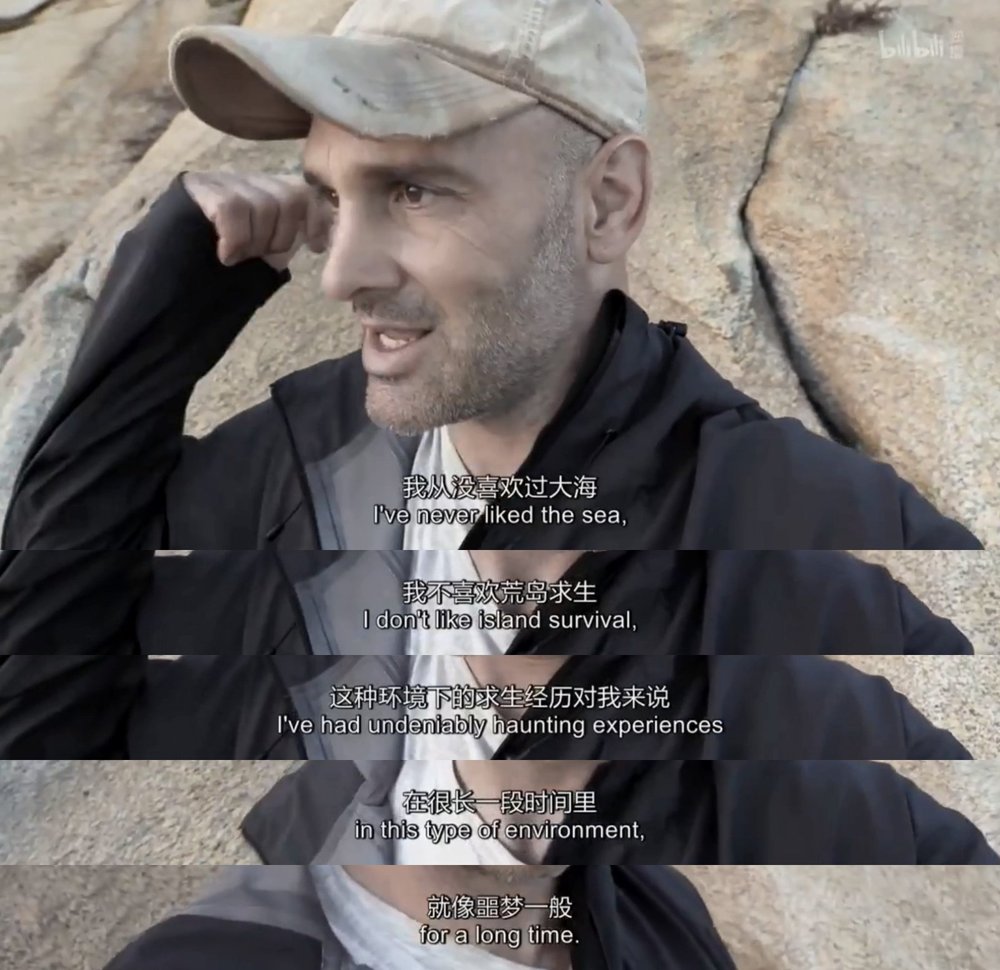 bilibili
我从没喜欢过大海
I've never liked the sea,
我不喜欢荒岛求生
I don't like island survival,
这种环境下的求生经历对我来说
I've had undeniably haunting experiences
在很长一段时间里
in this type of environment,
就像噩梦一般
for a long time.